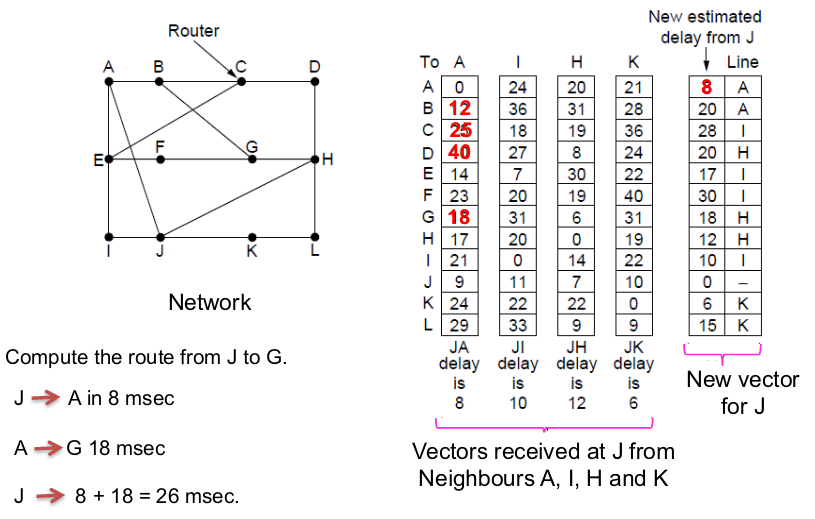 Router
A B C D
E F G H
I J K L
Network
Compute the route from J to G.
J → A in 8 msec
A → G 18 msec
J → 8 + 18 = 26 msec.
New estimated
delay from J
To A I H K Line
A 0 24 20 21 8 A
B 12 36 31 28 20 A
C 25 18 19 36 28 I
D 40 27 8 24 20 H
E 14 7 30 22 17 I
F 23 20 19 40 30 I
G 18 31 6 31 18 H
H 17 20 0 19 12 H
I 21 0 14 22 10 I
J 9 11 7 10 0 –
K 24 22 22 0 6 K
L 29 33 9 9 15 K
JA JI JH JK
delay delay delay delay
is is is is
8 10 12 6
New vector
for J
Vectors received at J from
Neighbours A, I, H and K